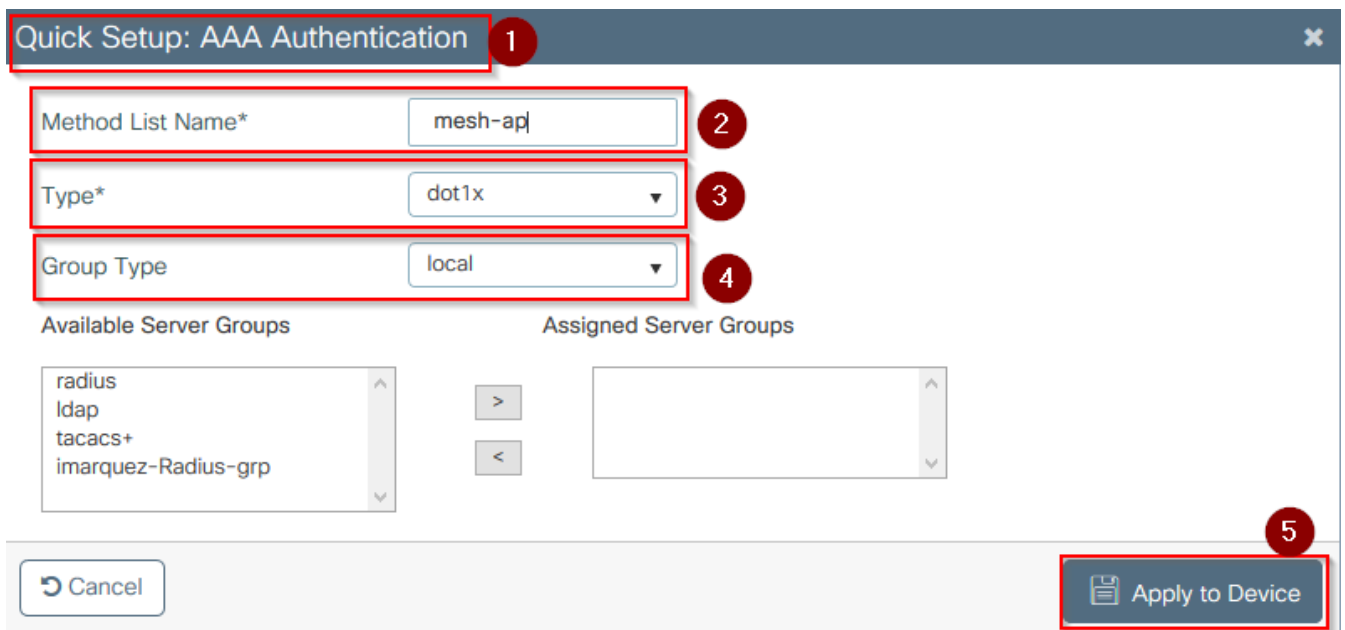 Quick Setup: AAA Authentication 1 ✖
Method List Name* mesh-ap 2
Type* dot1x ▼ 3
Group Type local ▼ 4
Available Server Groups Assigned Server Groups
radius
ldap
tacacs+
imarquez-Radius-grp
>
<
5
Cancel Apply to Device